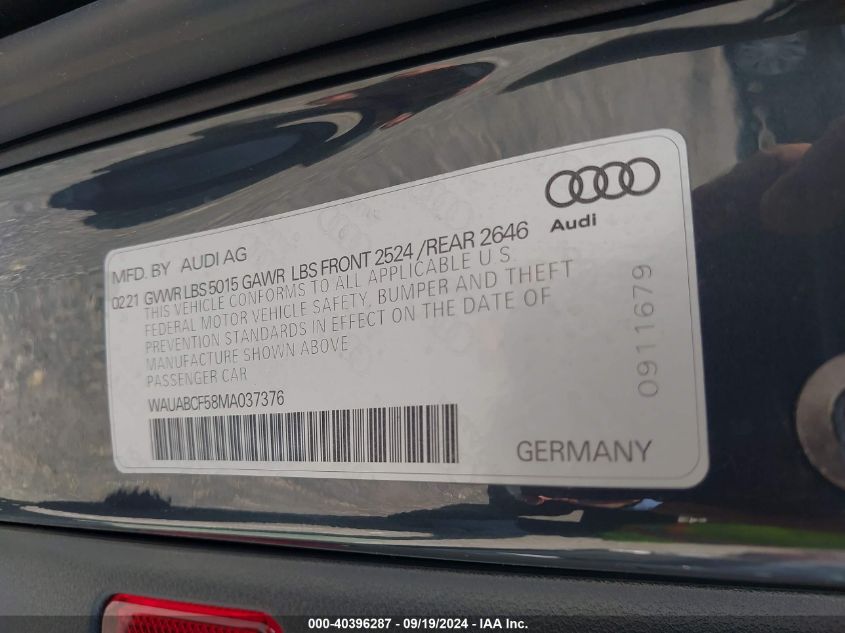 Audi
MFD. BY AUDI AG
0221 GVWR LBS 5015 GAWR LBS FRONT 2524 /REAR 2646
THIS VEHICLE CONFORMS TO ALL APPLICABLE U S
FEDERAL MOTOR VEHICLE SAFETY, BUMPER AND THEFT
PREVENTION STANDARDS IN EFFECT ON THE DATE OF
MANUFACTURE SHOWN ABOVE
PASSENGER CAR
WAUABCF58MA037376
0911679
GERMANY
000-40396287 - 09/19/2024 - IAA Inc.